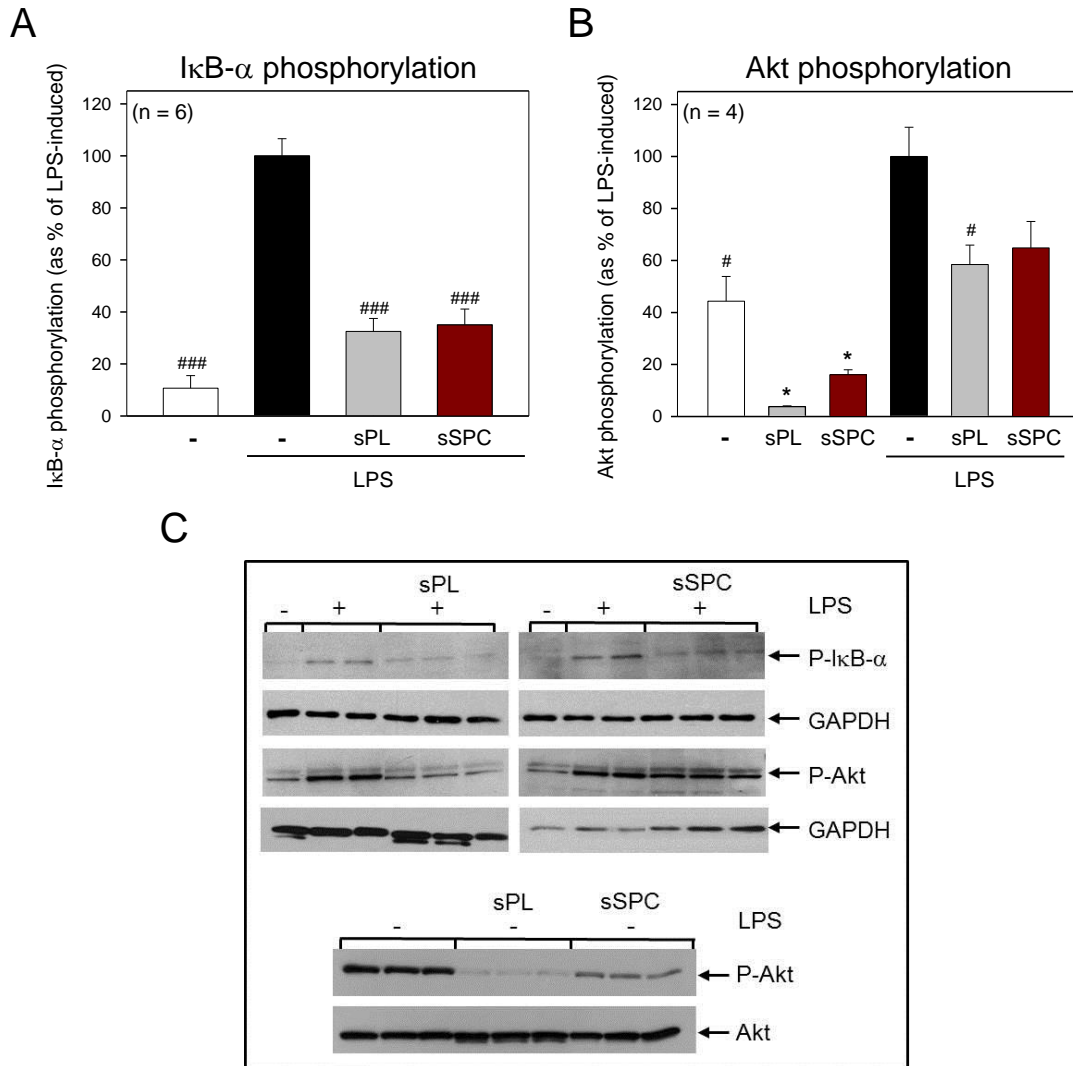 A
IκB-α phosphorylation
IκB-α phosphorylation (as % of LPS-induced)
(n = 6)
120
100
80
60
40
20
0
###
###
###
- - sPL sSPC
LPS
B
Akt phosphorylation
Akt phosphorylation (as % of LPS-induced)
(n = 4)
120
100
80
60
40
20
0
#
*
*
#
- sPL sSPC - sPL sSPC
LPS
C
sPL sSPC
- + + - + + LPS
P-IκB-α
GAPDH
P-Akt
GAPDH
sPL sSPC
- - - LPS
P-Akt
Akt